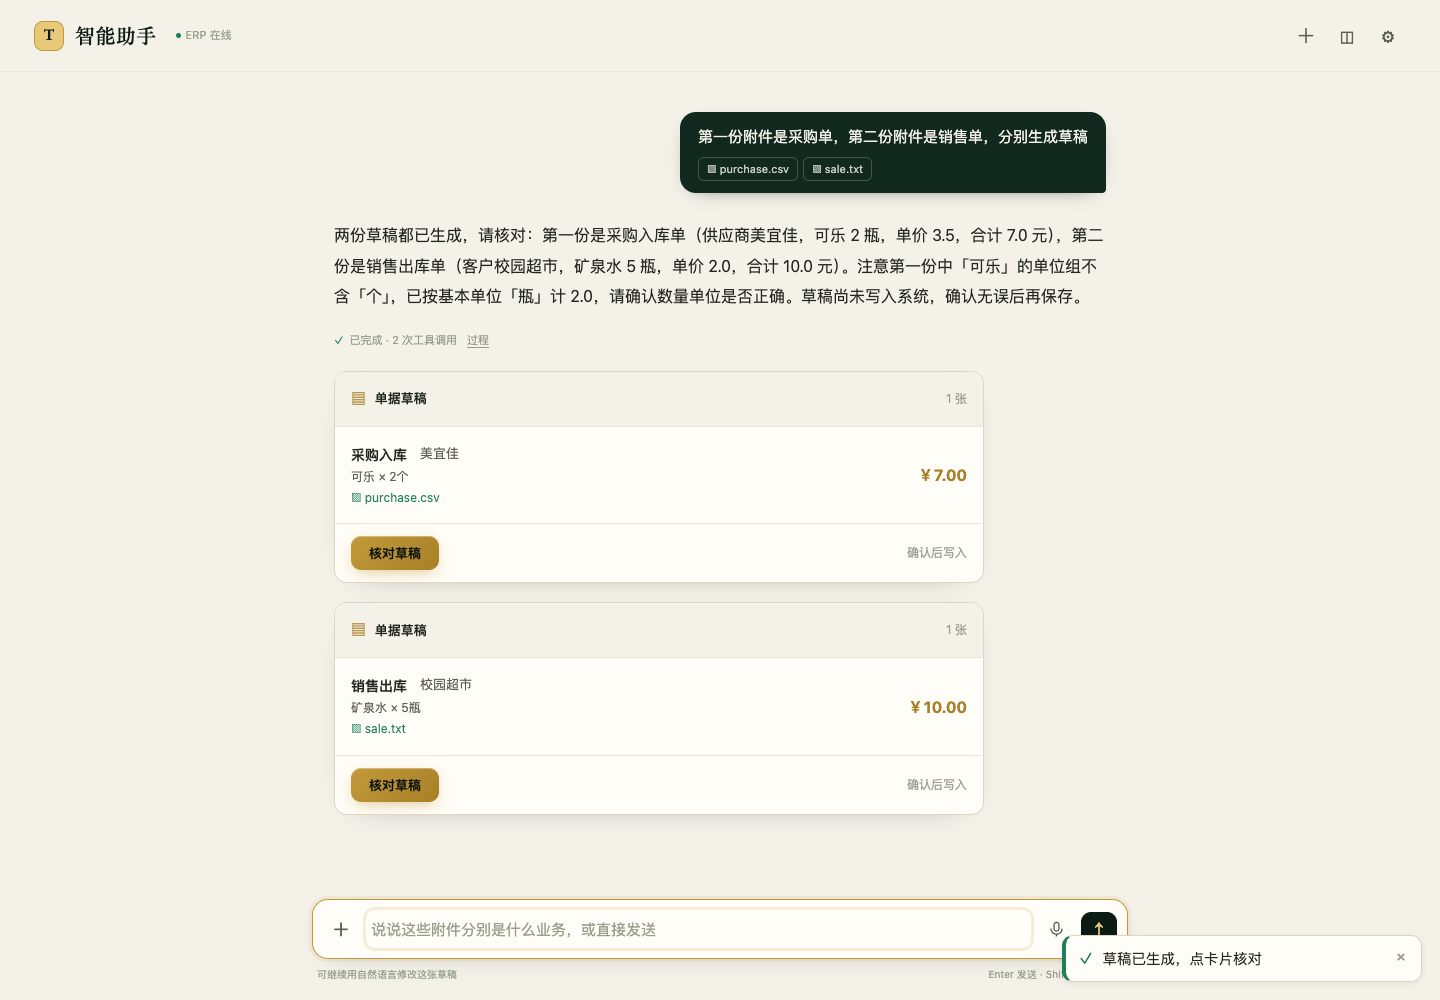 T 智能助手 ERP 在线
第一份附件是采购单，第二份附件是销售单，分别生成草稿
purchase.csv sale.txt
两份草稿都已生成，请核对：第一份是采购入库单（供应商美宜佳，可乐 2 瓶，单价 3.5，合计 7.0 元），第二
份是销售出库单（客户校园超市，矿泉水 5 瓶，单价 2.0，合计 10.0 元）。注意第一份中「可乐」的单位组不
含「个」，已按基本单位「瓶」计 2.0，请确认数量单位是否正确。草稿尚未写入系统，确认无误后再保存。
✓ 已完成 · 2 次工具调用 过程
单据草稿 1 张
采购入库 美宜佳
可乐 × 2个
¥ 7.00
purchase.csv
核对草稿 确认后写入
单据草稿 1 张
销售出库 校园超市
矿泉水 × 5瓶
¥ 10.00
sale.txt
核对草稿 确认后写入
说说这些附件分别是什么业务，或直接发送
可继续用自然语言修改这张草稿 Enter 发送 · Shi
✓ 草稿已生成，点卡片核对 ×